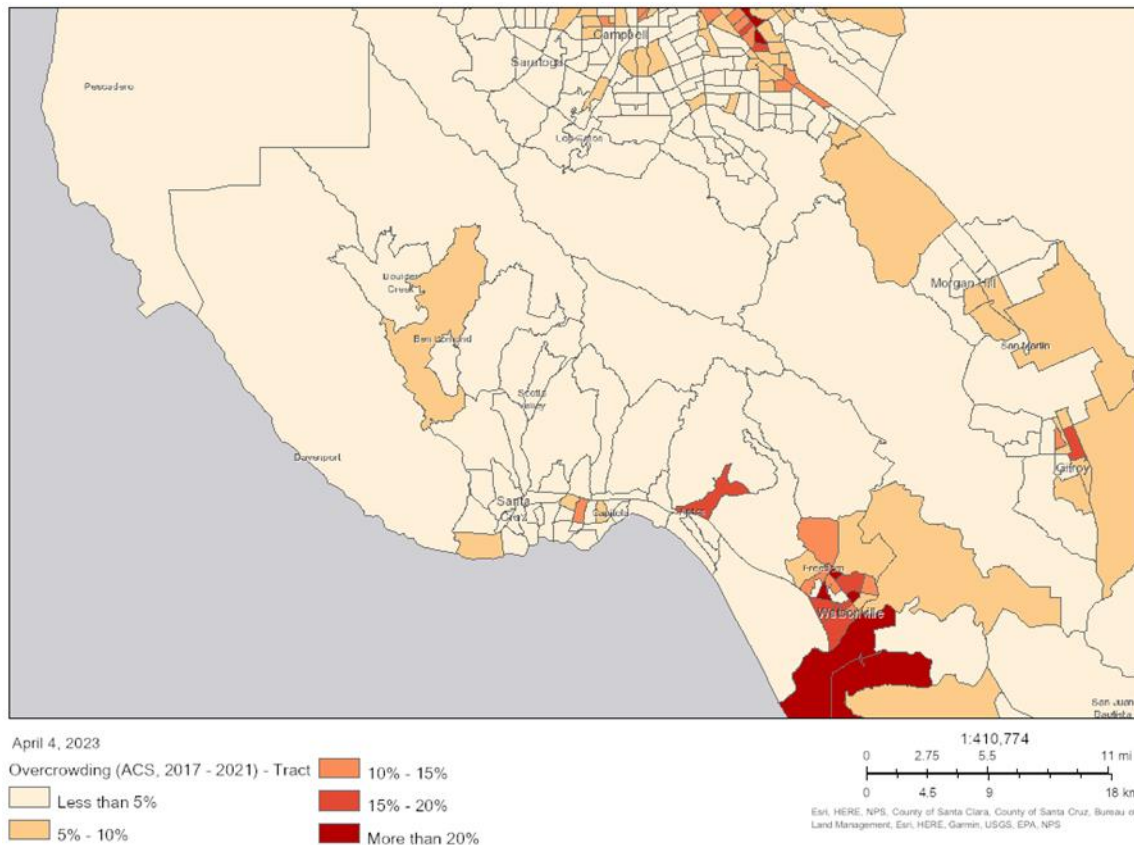 Campbell
Saratoga
Pescadero
Los Gatos
Morgan Hill
Boulder
Creek
Ben Lomond
San Martin
Scotts
Valley
Davenport
Gilroy
Santa
Cruz
Capitola
Aptos
Freedom
Watsonville
San Juan
Bautista
April 4, 2023
Overcrowding (ACS, 2017 - 2021) - Tract
Less than 5%
5% - 10%
10% - 15%
15% - 20%
More than 20%
1:410,774
0 2.75 5.5 11 mi
0 4.5 9 18 km
Esri, HERE, NPS, County of Santa Clara, County of Santa Cruz, Bureau of
Land Management, Esri, HERE, Garmin, USGS, EPA, NPS